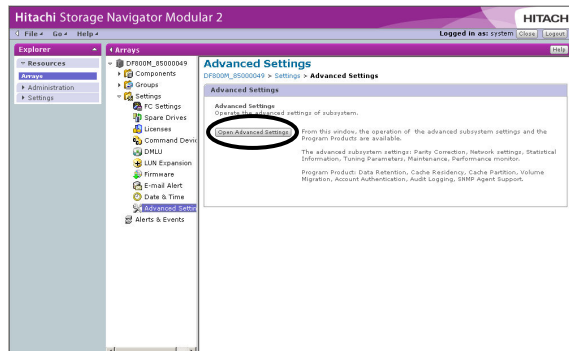 Hitachi Storage Navigator Modular 2
HITACH
File Go Help
Logged in as: system Close Logout
Explorer
Arrays
Help
Resources
Arrays
Administration
Settings
DF800M_85000049
Components
Groups
Settings
FC Settings
Spare Drives
Licenses
Command Devic
DMLU
LUN Expansion
Firmware
E-mail Alert
Date & Time
Advanced Settin
Alerts & Events
Advanced Settings
DF800M_85000049 > Settings > Advanced Settings
Advanced Settings
Advanced Settings
Operate the advanced settings of subsystem.
Open Advanced Settings
From this window, the operation of the advanced subsystem settings and the
Program Products are available.
The advanced subsystem settings: Parity Correction, Network settings, Statistical
Information, Tuning Parameters, Maintenance, Performance monitor.
Program Product: Data Retention, Cache Residency, Cache Partition, Volume
Migration, Account Authentication, Audit Logging, SNMP Agent Support.